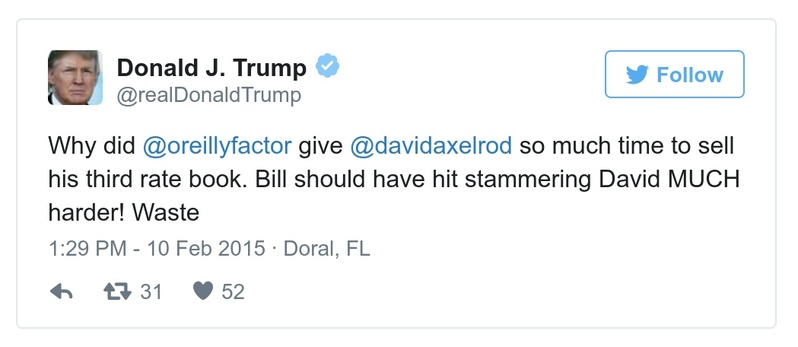 Donald J. Trump
@realDonaldTrump
Follow
Why did @oreillyfactor give @davidaxelrod so much time to sell
his third rate book. Bill should have hit stammering David MUCH
harder! Waste
1:29 PM - 10 Feb 2015 · Doral, FL
31 52